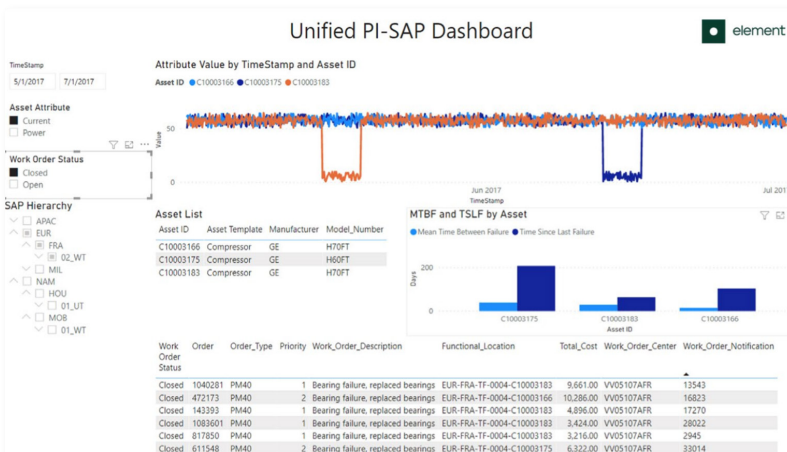 Unified PI-SAP Dashboard
element
TimeStamp
5/1/2017 7/1/2017
Asset Attribute
Current
Power
Work Order Status
Closed
Open
SAP Hierarchy
APAC
EUR
FRA
02_WT
MIL
NAM
HOU
01_UT
MOB
01_WT
Attribute Value by TimeStamp and Asset ID
Asset ID C10003166 C10003175 C10003183
Value
50
0
Jun 2017 Jul 201
TimeStamp
Asset List
Asset ID Asset Template Manufacturer Model_Number
C10003166 Compressor GE H70FT
C10003175 Compressor GE H60FT
C10003183 Compressor GE H70FT
MTBF and TSLF by Asset
Mean Time Between Failure Time Since Last Failure
Days
200
0
C10003175 C10003183 C10003166
Asset ID
Work Order Status Order Order_Type Priority Work_Order_Description Functional_Location Total_Cost Work_Order_Center Work_Order_Notification
Closed 1040281 PM40 1 Bearing failure, replaced bearings EUR-FRA-TF-0004-C10003183 9,661.00 VV05107AFR 13543
Closed 472173 PM40 2 Bearing failure, replaced bearings EUR-FRA-TF-0004-C10003166 10,286.00 VV05107AFR 16823
Closed 143393 PM40 1 Bearing failure, replaced bearings EUR-FRA-TF-0004-C10003183 4,896.00 VV05107AFR 17270
Closed 1083601 PM40 1 Bearing failure, replaced bearings EUR-FRA-TF-0004-C10003183 3,424.00 VV05107AFR 28022
Closed 817850 PM40 1 Bearing failure, replaced bearings EUR-FRA-TF-0004-C10003183 3,216.00 VV05107AFR 2945
Closed 611548 PM40 2 Bearing failure, replaced bearings EUR-FRA-TF-0004-C10003175 6,322.00 VV05107AFR 33014